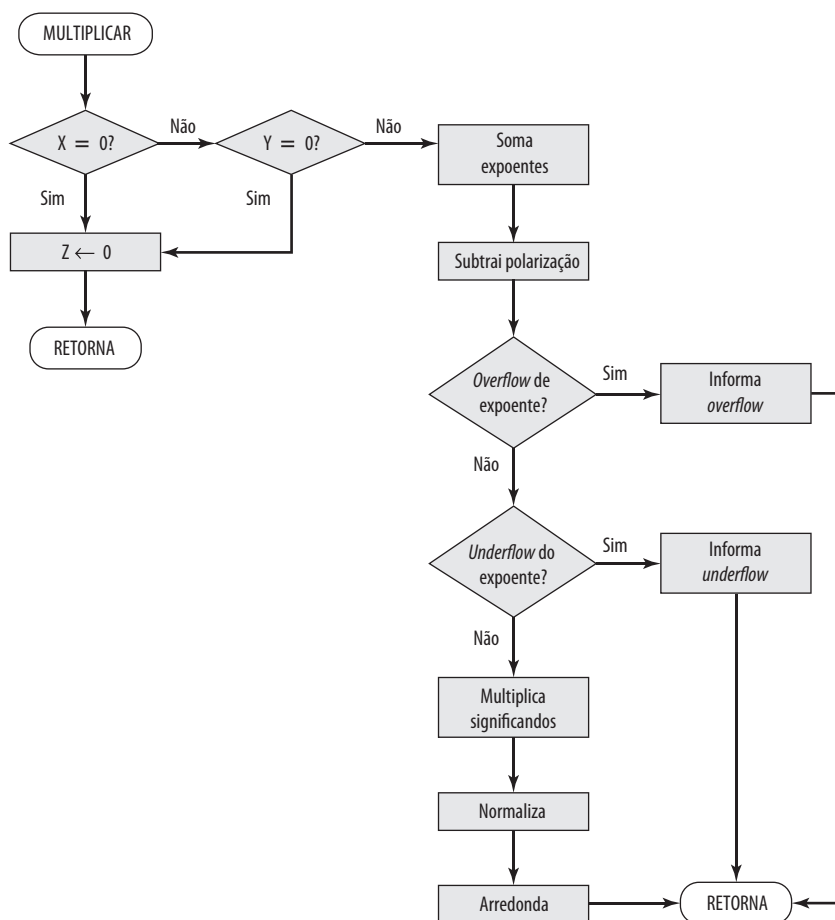 MULTIPLICAR
X = 0?
Não
Y = 0?
Não
Soma
expoentes
Sim
Sim
Z ← 0
Subtrai polarização
RETORNA
Overflow de
expoente?
Sim
Informa
overflow
Não
Underflow do
expoente?
Sim
Informa
underflow
Não
Multiplica
significandos
Normaliza
Arredonda
RETORNA